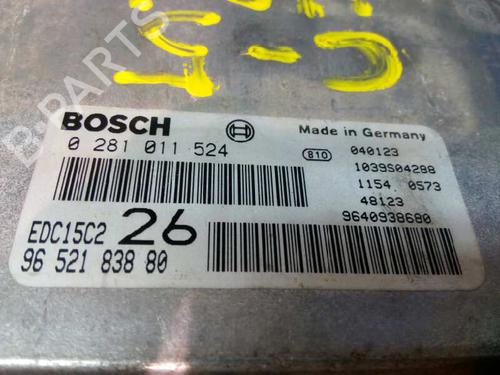 C-5
B-PARTS
BOSCH
Made in Germany
0 281 011 524
810
040123
1039S04288
1154 0573
48123
9640938680
EDC15C2
26
96 521 838 80